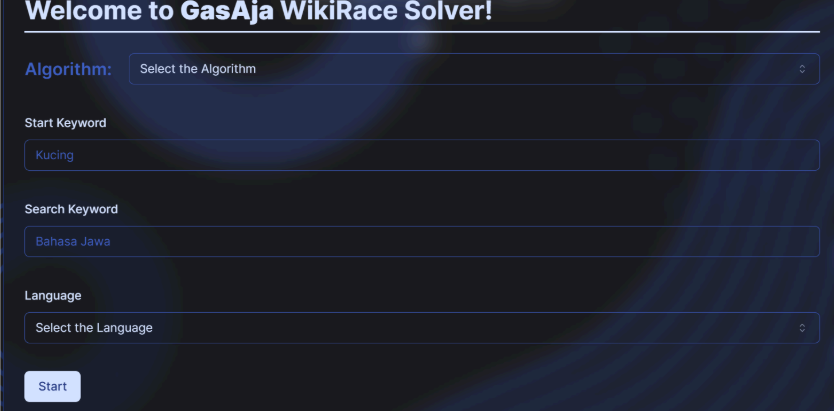 Welcome to GasAja WikiRace Solver!
Algorithm: Select the Algorithm
Start Keyword
Kucing
Search Keyword
Bahasa Jawa
Language
Select the Language
Start